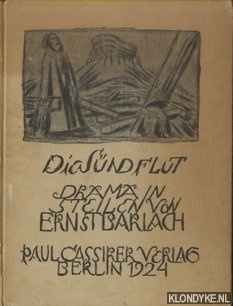 Die Sündflut
DRAMA IN
5 TEILEN VON
ERNST BARLACH
PAUL CASSIRER VERLAG
BERLIN 1924
KLONDYKE.NL